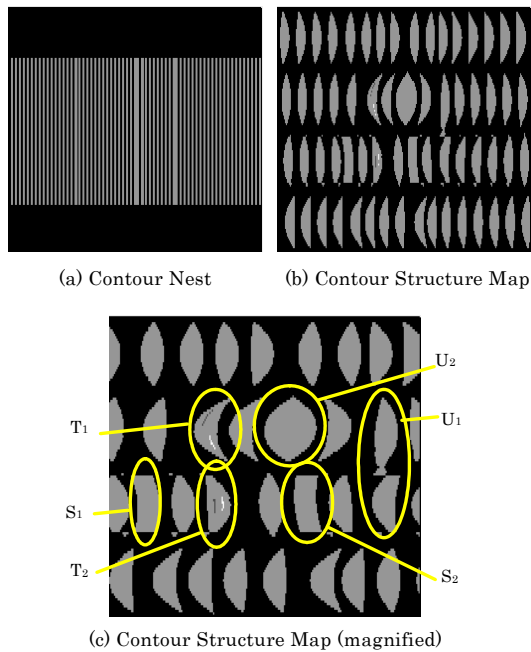 (a) Contour Nest
(b) Contour Structure Map
U2
T1
U1
S1
T2
S2
(c) Contour Structure Map (magnified)